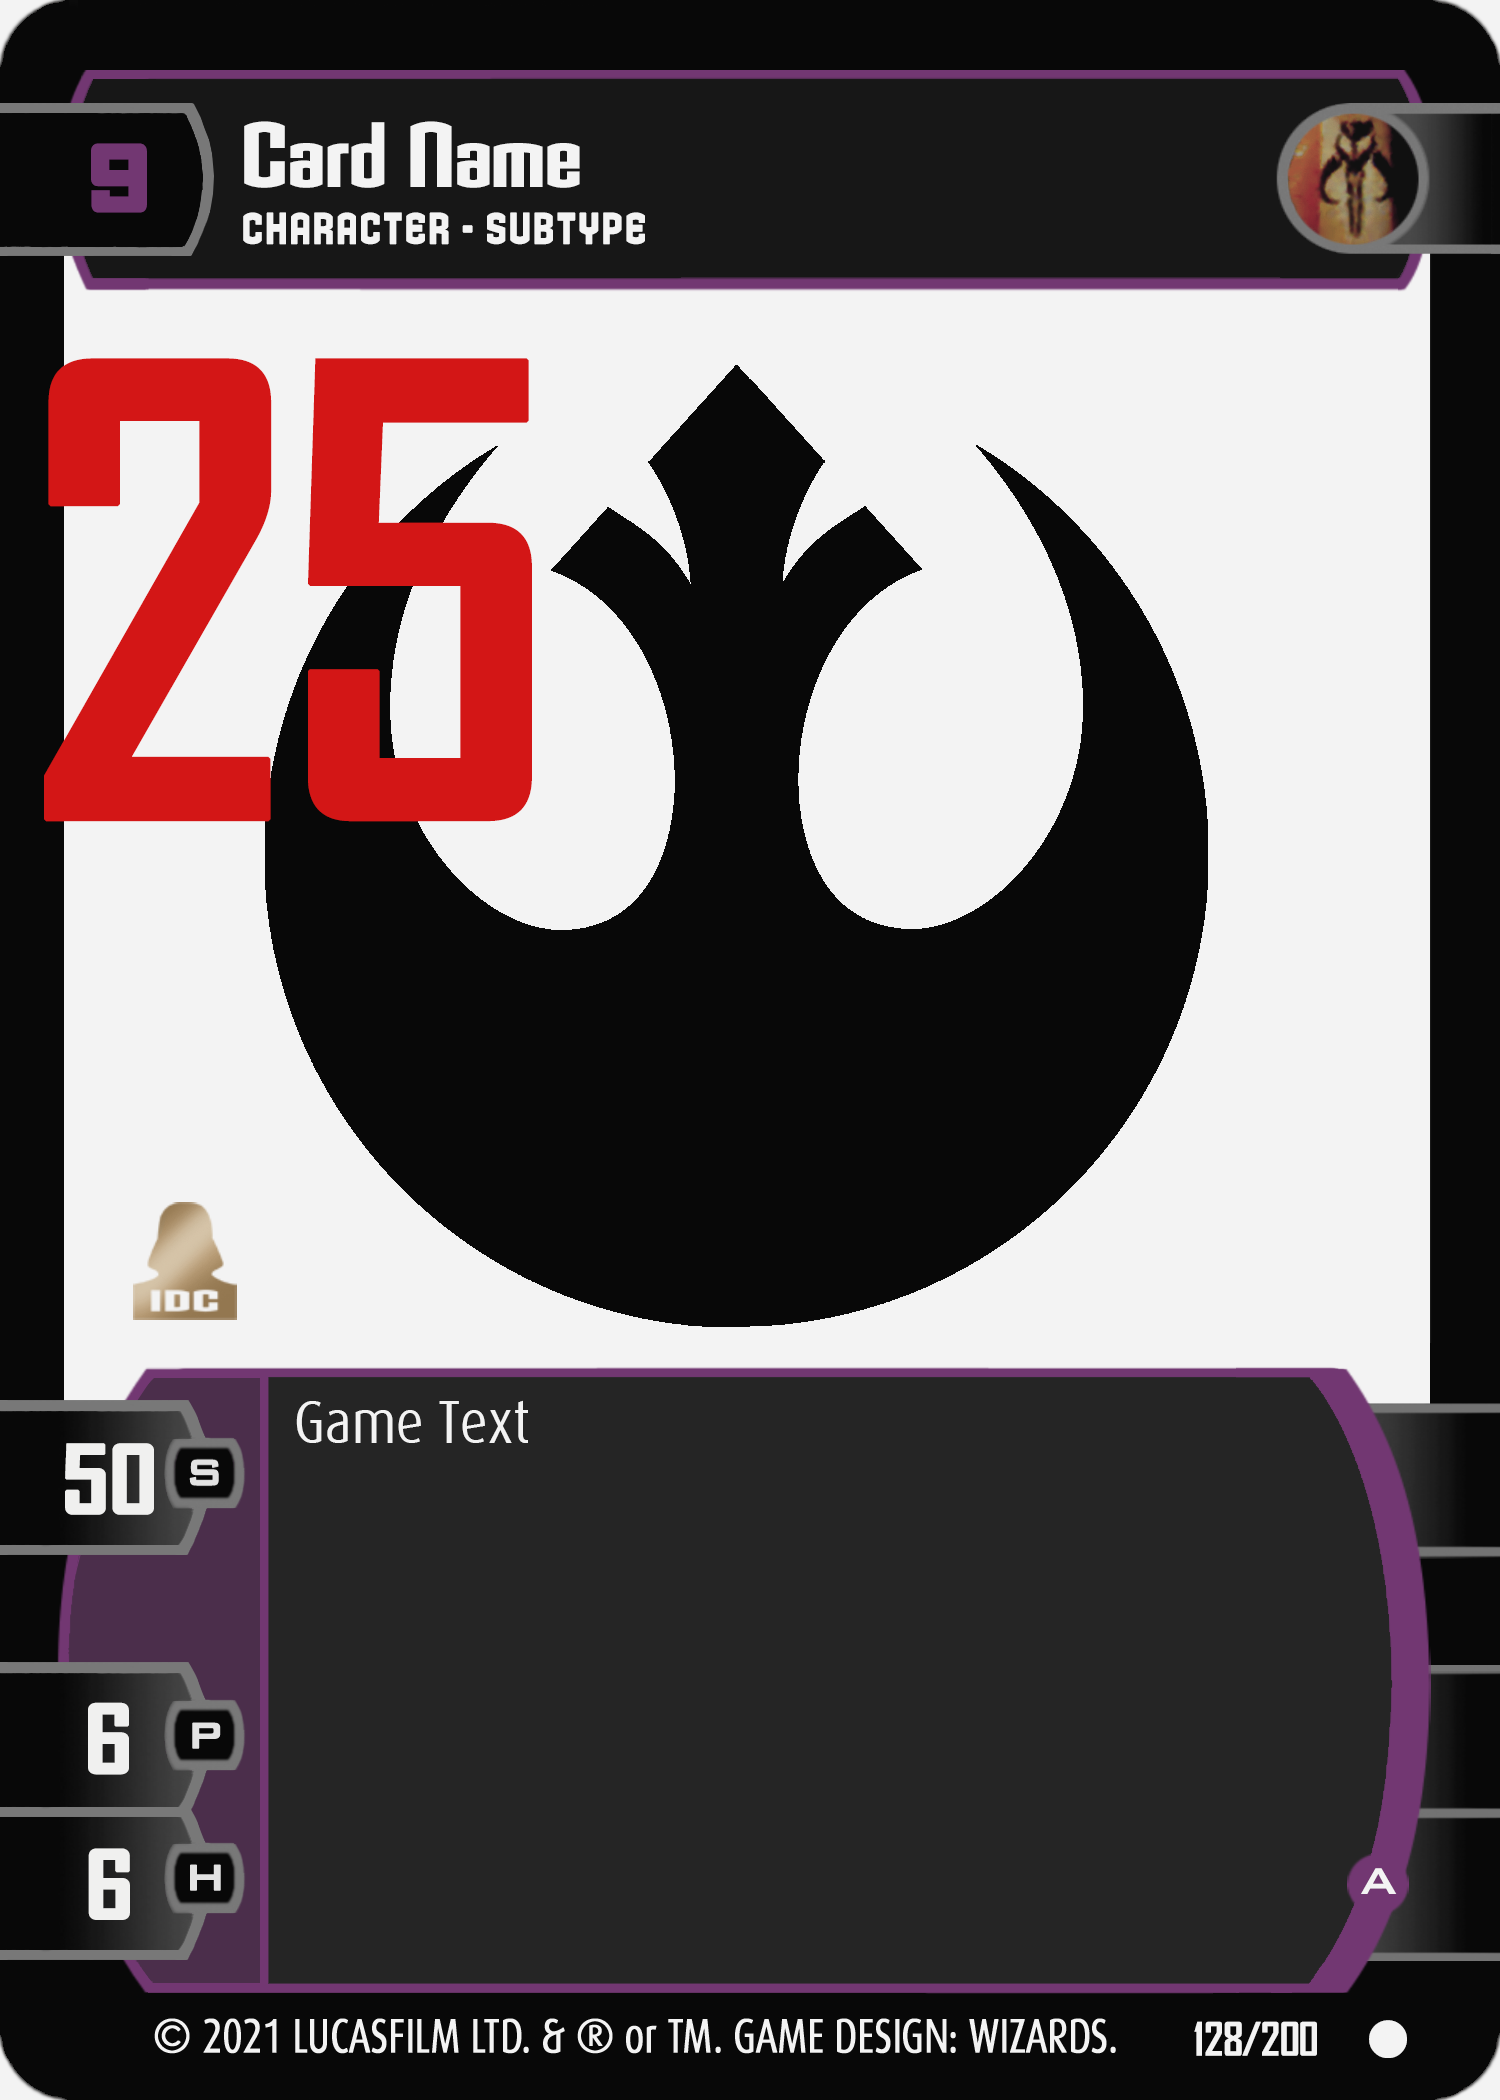 9
Card Name
CHARACTER - SUBTYPE
25
IDC
50 S
Game Text
6 P
6 H
A
© 2021 LUCASFILM LTD. & ® or TM. GAME DESIGN: WIZARDS.
128/200